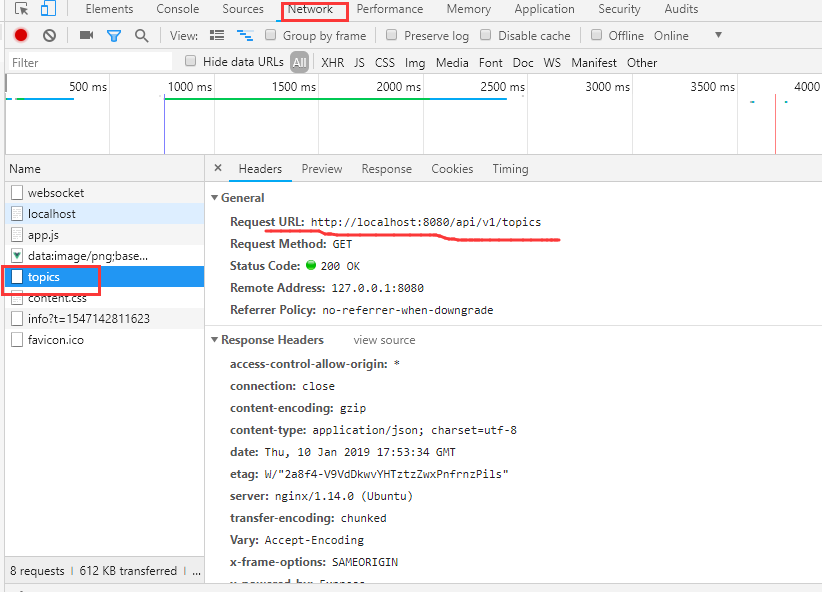 Elements Console Sources Network Performance Memory Application Security Audits
View: Group by frame Preserve log Disable cache Offline Online
Filter Hide data URLs All XHR JS CSS Img Media Font Doc WS Manifest Other
500 ms 1000 ms 1500 ms 2000 ms 2500 ms 3000 ms 3500 ms 4000
Name
websocket
localhost
app.js
data:image/png;base...
topics
content.css
info?t=1547142811623
favicon.ico
8 requests 612 KB transferred ...
× Headers Preview Response Cookies Timing
General
Request URL: http://localhost:8080/api/v1/topics
Request Method: GET
Status Code: 200 OK
Remote Address: 127.0.0.1:8080
Referrer Policy: no-referrer-when-downgrade
Response Headers view source
access-control-allow-origin: *
connection: close
content-encoding: gzip
content-type: application/json; charset=utf-8
date: Thu, 10 Jan 2019 17:53:34 GMT
etag: W/"2a8f4-V9VdDkwvYHTztzZwxPnfrnzPils"
server: nginx/1.14.0 (Ubuntu)
transfer-encoding: chunked
Vary: Accept-Encoding
x-frame-options: SAMEORIGIN
x-powered-by: Express